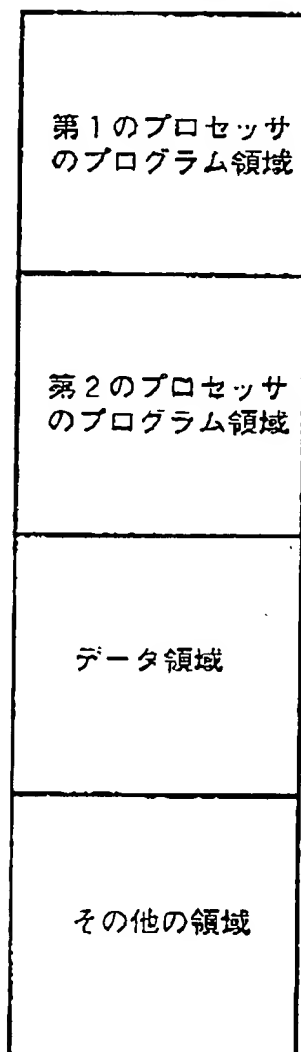 第1のプロセッサ
のプログラム領域
第2のプロセッサ
のプログラム領域
データ領域
その他の領域